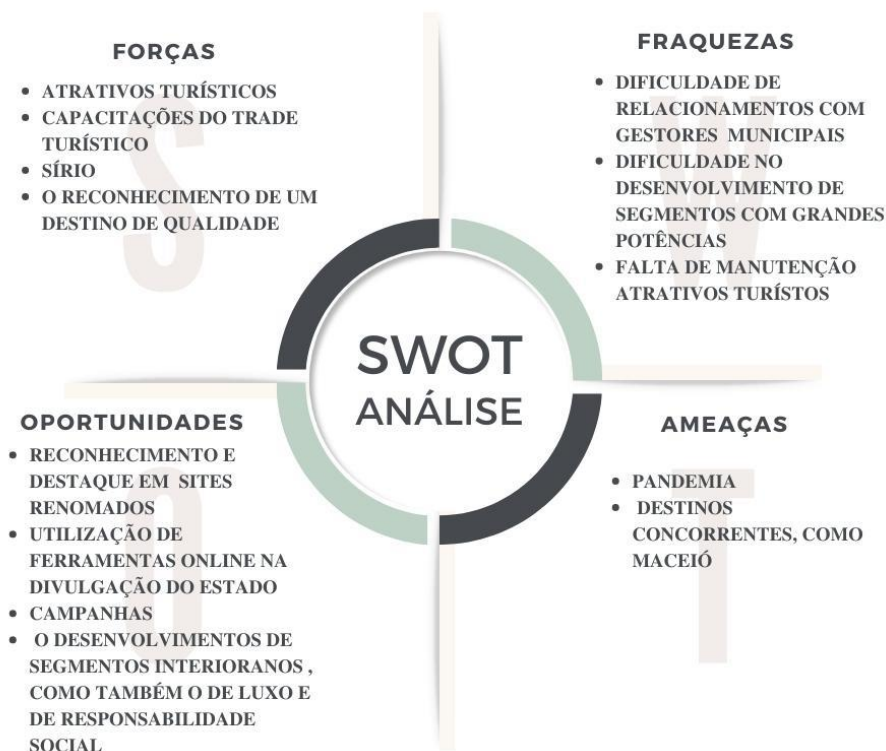 FORÇAS
• ATRATIVOS TURÍSTICOS
• CAPACITAÇÕES DO TRADE
TURÍSTICO
• SÍRIO
• O RECONHECIMENTO DE UM
DESTINO DE QUALIDADE
S
FRAQUEZAS
• DIFICULDADE DE
RELACIONAMENTOS COM
GESTORES MUNICIPAIS
• DIFICULDADE NO
DESENVOLVIMENTO DE
SEGMENTOS COM GRANDES
POTÊNCIAS
• FALTA DE MANUTENÇÃO
ATRATIVOS TURÍSTOS
W
SWOT
ANÁLISE
OPORTUNIDADES
• RECONHECIMENTO E
DESTAQUE EM SITES
RENOMADOS
• UTILIZAÇÃO DE
FERRAMENTAS ONLINE NA
DIVULGAÇÃO DO ESTADO
• CAMPANHAS
• O DESENVOLVIMENTOS DE
SEGMENTOS INTERIORANOS ,
COMO TAMBÉM O DE LUXO E
DE RESPONSABILIDADE
SOCIAL
O
AMEAÇAS
• PANDEMIA
• DESTINOS
CONCORRENTES, COMO
MACEIÓ
T